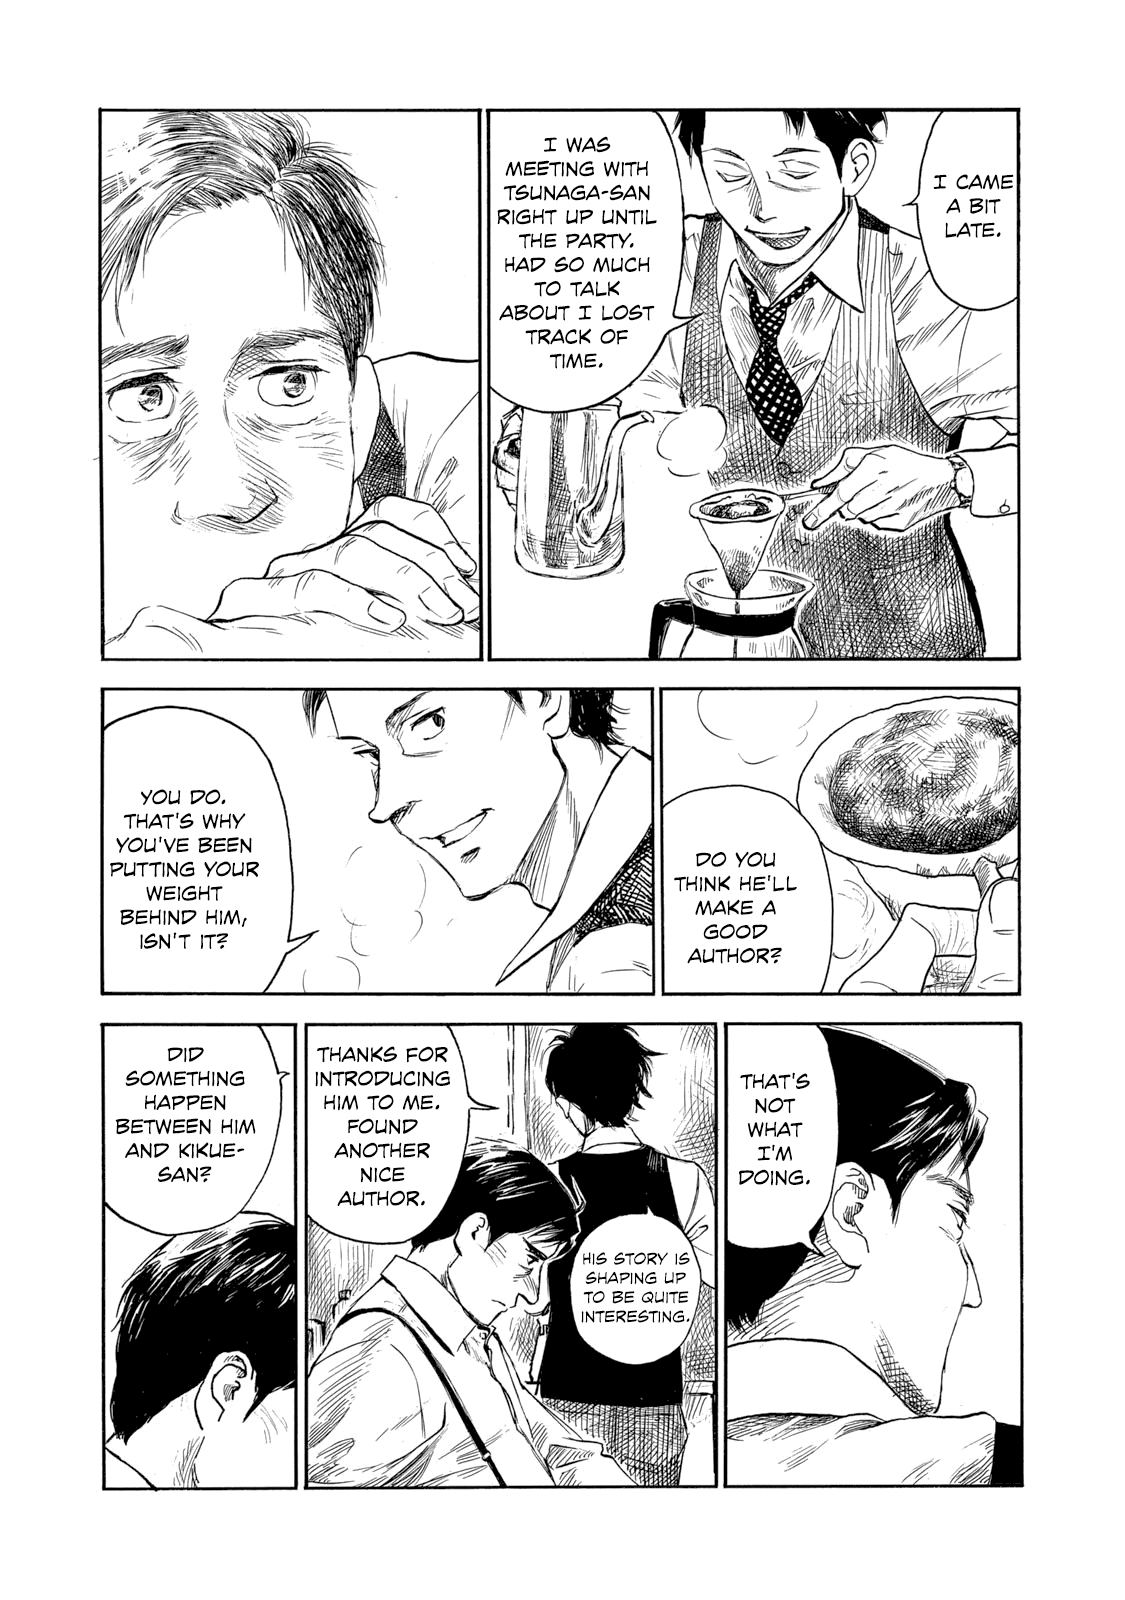 I CAME
A BIT
LATE.
I WAS
MEETING WITH
TSUNAGA-SAN
RIGHT UP UNTIL
THE PARTY.
HAD SO MUCH
TO TALK
ABOUT I LOST
TRACK OF
TIME.
DO YOU
THINK HE'LL
MAKE A
GOOD
AUTHOR?
YOU DO.
THAT'S WHY
YOU'VE BEEN
PUTTING YOUR
WEIGHT
BEHIND HIM,
ISN'T IT?
THAT'S
NOT
WHAT
I'M
DOING.
THANKS FOR
INTRODUCING
HIM TO ME.
FOUND
ANOTHER
NICE
AUTHOR.
HIS STORY IS
SHAPING UP
TO BE QUITE
INTERESTING.
DID
SOMETHING
HAPPEN
BETWEEN HIM
AND KIKUE-
SAN?